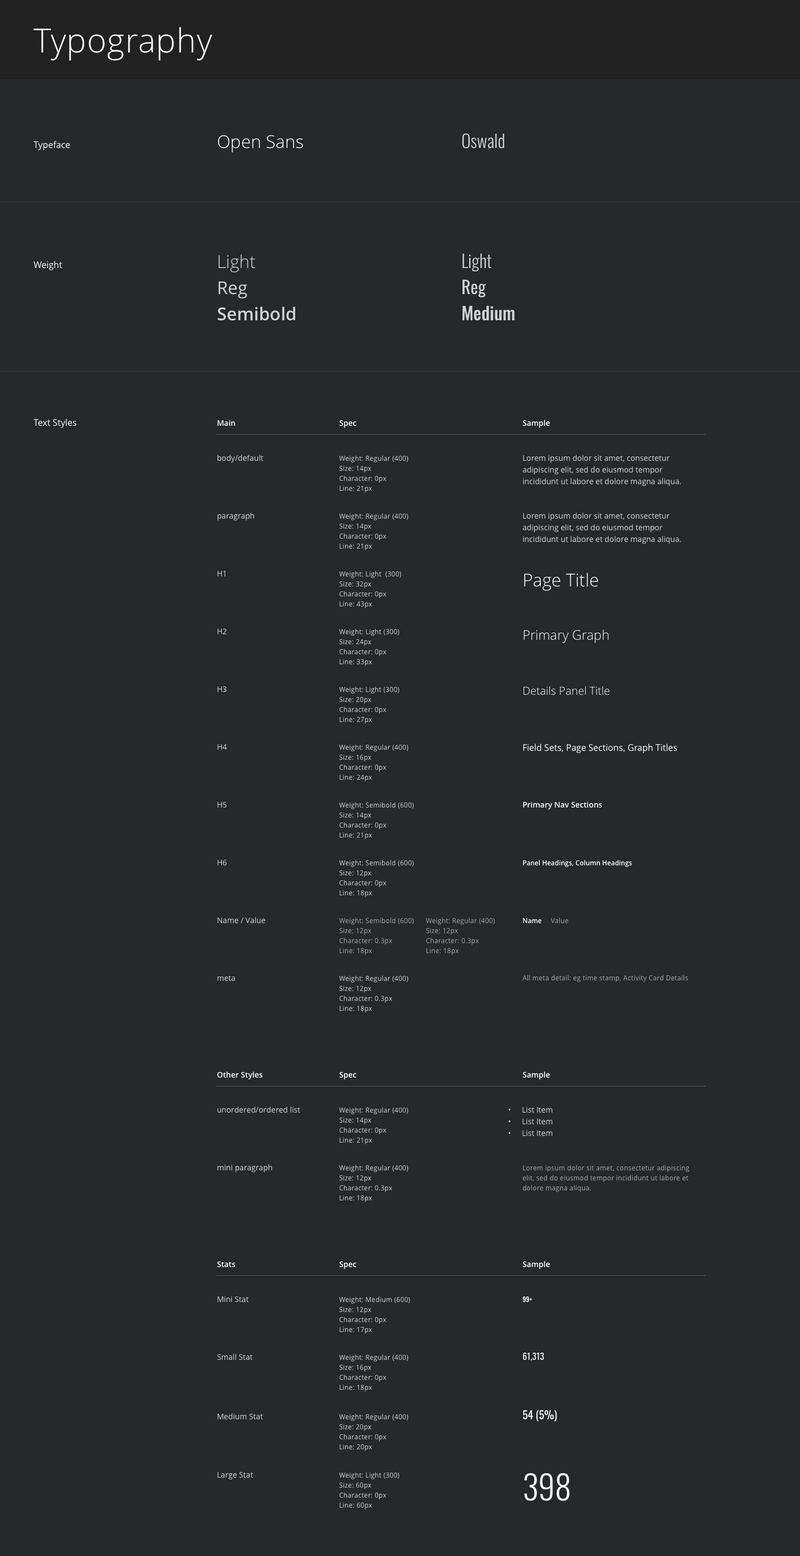 Typography
Typeface
Open Sans
Oswald
Weight
Light
Reg
Semibold
Light
Reg
Medium
Text Styles
Main Spec Sample
body/default
Weight: Regular (400)
Size: 14px
Character: 0px
Line: 21px
Lorem ipsum dolor sit amet, consectetur
adipiscing elit, sed do eiusmod tempor
incididunt ut labore et dolore magna aliqua.
paragraph
Weight: Regular (400)
Size: 14px
Character: 0px
Line: 21px
Lorem ipsum dolor sit amet, consectetur
adipiscing elit, sed do eiusmod tempor
incididunt ut labore et dolore magna aliqua.
H1
Weight: Light (300)
Size: 32px
Character: 0px
Line: 43px
Page Title
H2
Weight: Light (300)
Size: 24px
Character: 0px
Line: 33px
Primary Graph
H3
Weight: Light (300)
Size: 20px
Character: 0px
Line: 27px
Details Panel Title
H4
Weight: Regular (400)
Size: 16px
Character: 0px
Line: 24px
Field Sets, Page Sections, Graph Titles
H5
Weight: Semibold (600)
Size: 14px
Character: 0px
Line: 21px
Primary Nav Sections
H6
Weight: Semibold (600)
Size: 12px
Character: 0px
Line: 18px
Panel Headings, Column Headings
Name / Value
Weight: Semibold (600)
Size: 12px
Character: 0.3px
Line: 18px
Weight: Regular (400)
Size: 12px
Character: 0.3px
Line: 18px
Name Value
meta
Weight: Regular (400)
Size: 12px
Character: 0.3px
Line: 18px
All meta detail: eg time stamp, Activity Card Details
Other Styles Spec Sample
unordered/ordered list
Weight: Regular (400)
Size: 14px
Character: 0px
Line: 21px
• List Item
• List Item
• List Item
mini paragraph
Weight: Regular (400)
Size: 12px
Character: 0.3px
Line: 18px
Lorem ipsum dolor sit amet, consectetur adipiscing
elit, sed do eiusmod tempor incididunt ut labore et
dolore magna aliqua.
Stats Spec Sample
Mini Stat
Weight: Medium (600)
Size: 12px
Character: 0px
Line: 17px
99+
Small Stat
Weight: Regular (400)
Size: 16px
Character: 0px
Line: 18px
61,313
Medium Stat
Weight: Regular (400)
Size: 20px
Character: 0px
Line: 20px
54 (5%)
Large Stat
Weight: Light (300)
Size: 60px
Character: 0px
Line: 60px
398